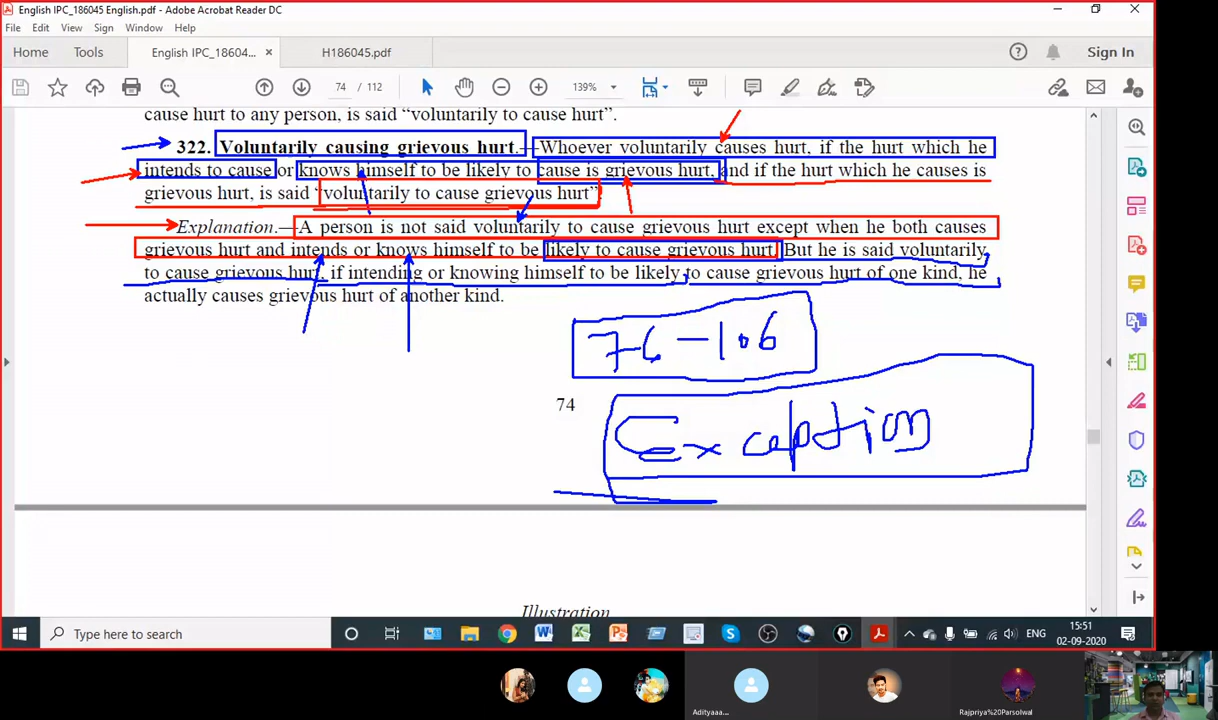 English IPC_186045 English.pdf - Adobe Acrobat Reader DC
File Edit View Sign Window Help
Home Tools English IPC_18604... × H186045.pdf Sign In
74 / 112 139%
cause hurt to any person, is said “voluntarily to cause hurt”.
322. Voluntarily causing grievous hurt.—Whoever voluntarily causes hurt, if the hurt which he
intends to cause or knows himself to be likely to cause is grievous hurt, and if the hurt which he causes is
grievous hurt, is said “voluntarily to cause grievous hurt”
Explanation.—A person is not said voluntarily to cause grievous hurt except when he both causes
grievous hurt and intends or knows himself to be likely to cause grievous hurt. But he is said voluntarily
to cause grievous hurt, if intending or knowing himself to be likely to cause grievous hurt of one kind, he
actually causes grievous hurt of another kind.
76-106
74
Exception
Illustration
Type here to search
ENG
15:51
02-09-2020
Adityaaa...
Rajpriya%20Parsolwal